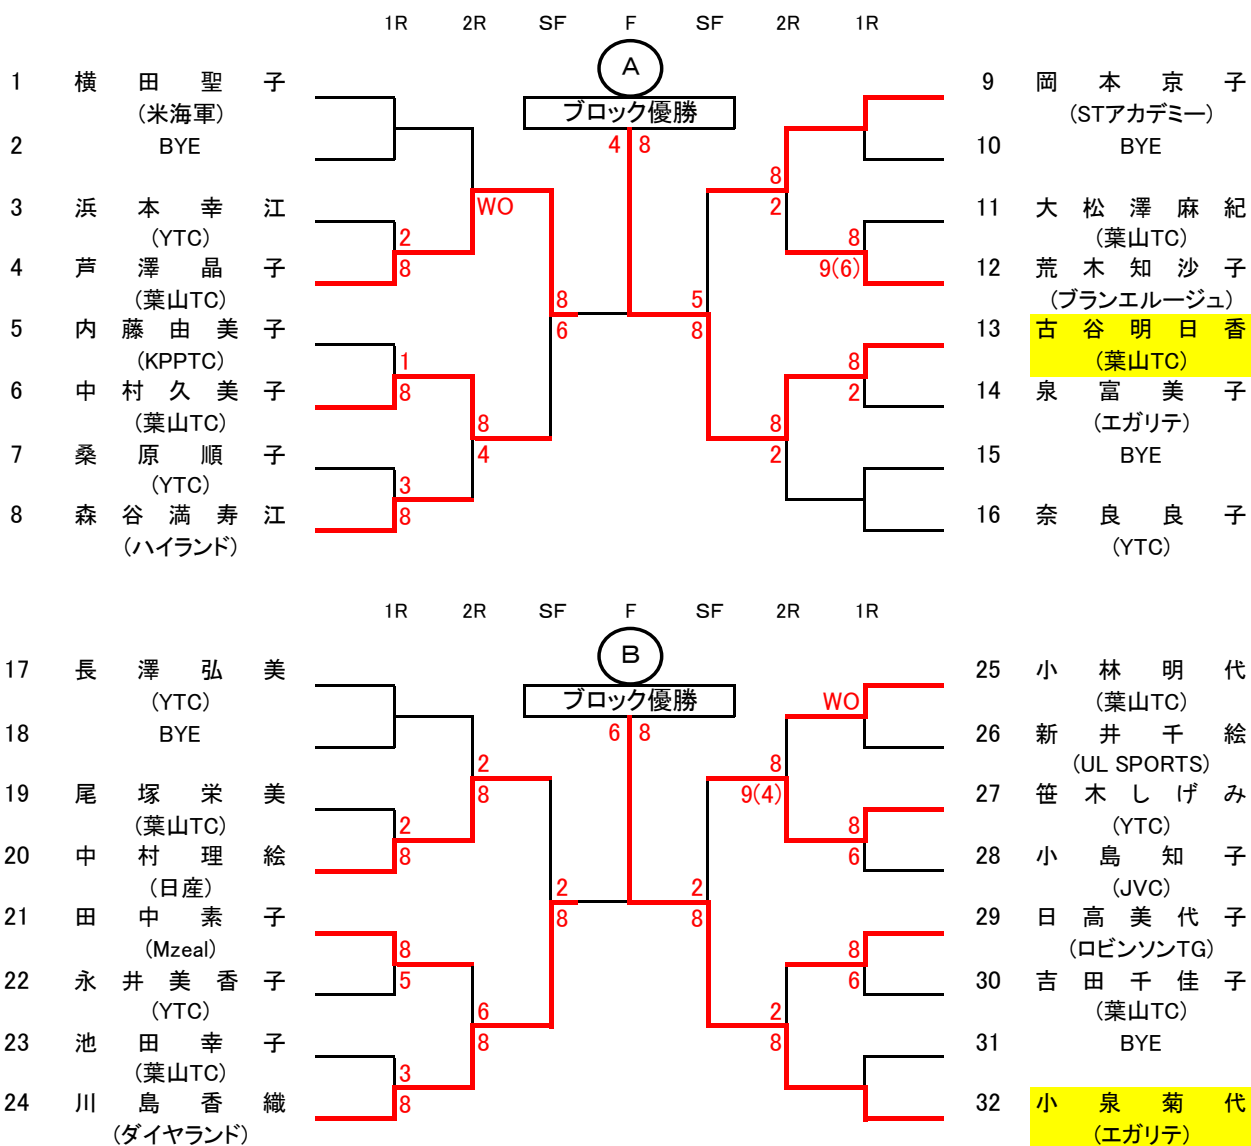 1R 2R SF F SF 2R 1R
A
ブロック優勝
4 8
1 横田聖子
(米海軍)
2 BYE
3 浜本幸江
(YTC)
4 芦澤晶子
(葉山TC)
5 内藤由美子
(KPPTC)
6 中村久美子
(葉山TC)
7 桑原順子
(YTC)
8 森谷満寿江
(ハイランド)
WO
2
8
8
6
1
8
8
4
3
8
9 岡本京子
(STアカデミー)
10 BYE
11 大松澤麻紀
(葉山TC)
12 荒木知沙子
(ブランエルージュ)
13 古谷明日香
(葉山TC)
14 泉富美子
(エガリテ)
15 BYE
16 奈良良子
(YTC)
8
2
8
9(6)
5
8
8
2
8
2
1R 2R SF F SF 2R 1R
B
ブロック優勝
6 8
17 長澤弘美
(YTC)
18 BYE
19 尾塚栄美
(葉山TC)
20 中村理絵
(日産)
21 田中素子
(Mzeal)
22 永井美香子
(YTC)
23 池田幸子
(葉山TC)
24 川島香織
(ダイヤランド)
2
8
2
8
2
8
8
5
6
8
3
8
25 小林明代
(葉山TC)
26 新井千絵
(UL SPORTS)
27 笹木しげみ
(YTC)
28 小島知子
(JVC)
29 日高美代子
(ロビンソンTG)
30 吉田千佳子
(葉山TC)
31 BYE
32 小泉菊代
(エガリテ)
WO
8
9(4)
8
6
2
8
8
6
2
8